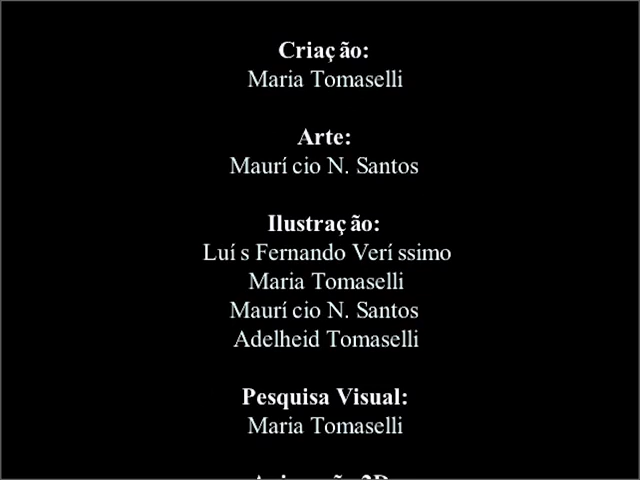 Criação:
Maria Tomaselli
Arte:
Maurício N. Santos
Ilustração:
Luís Fernando Veríssimo
Maria Tomaselli
Maurício N. Santos
Adelheid Tomaselli
Pesquisa Visual:
Maria Tomaselli